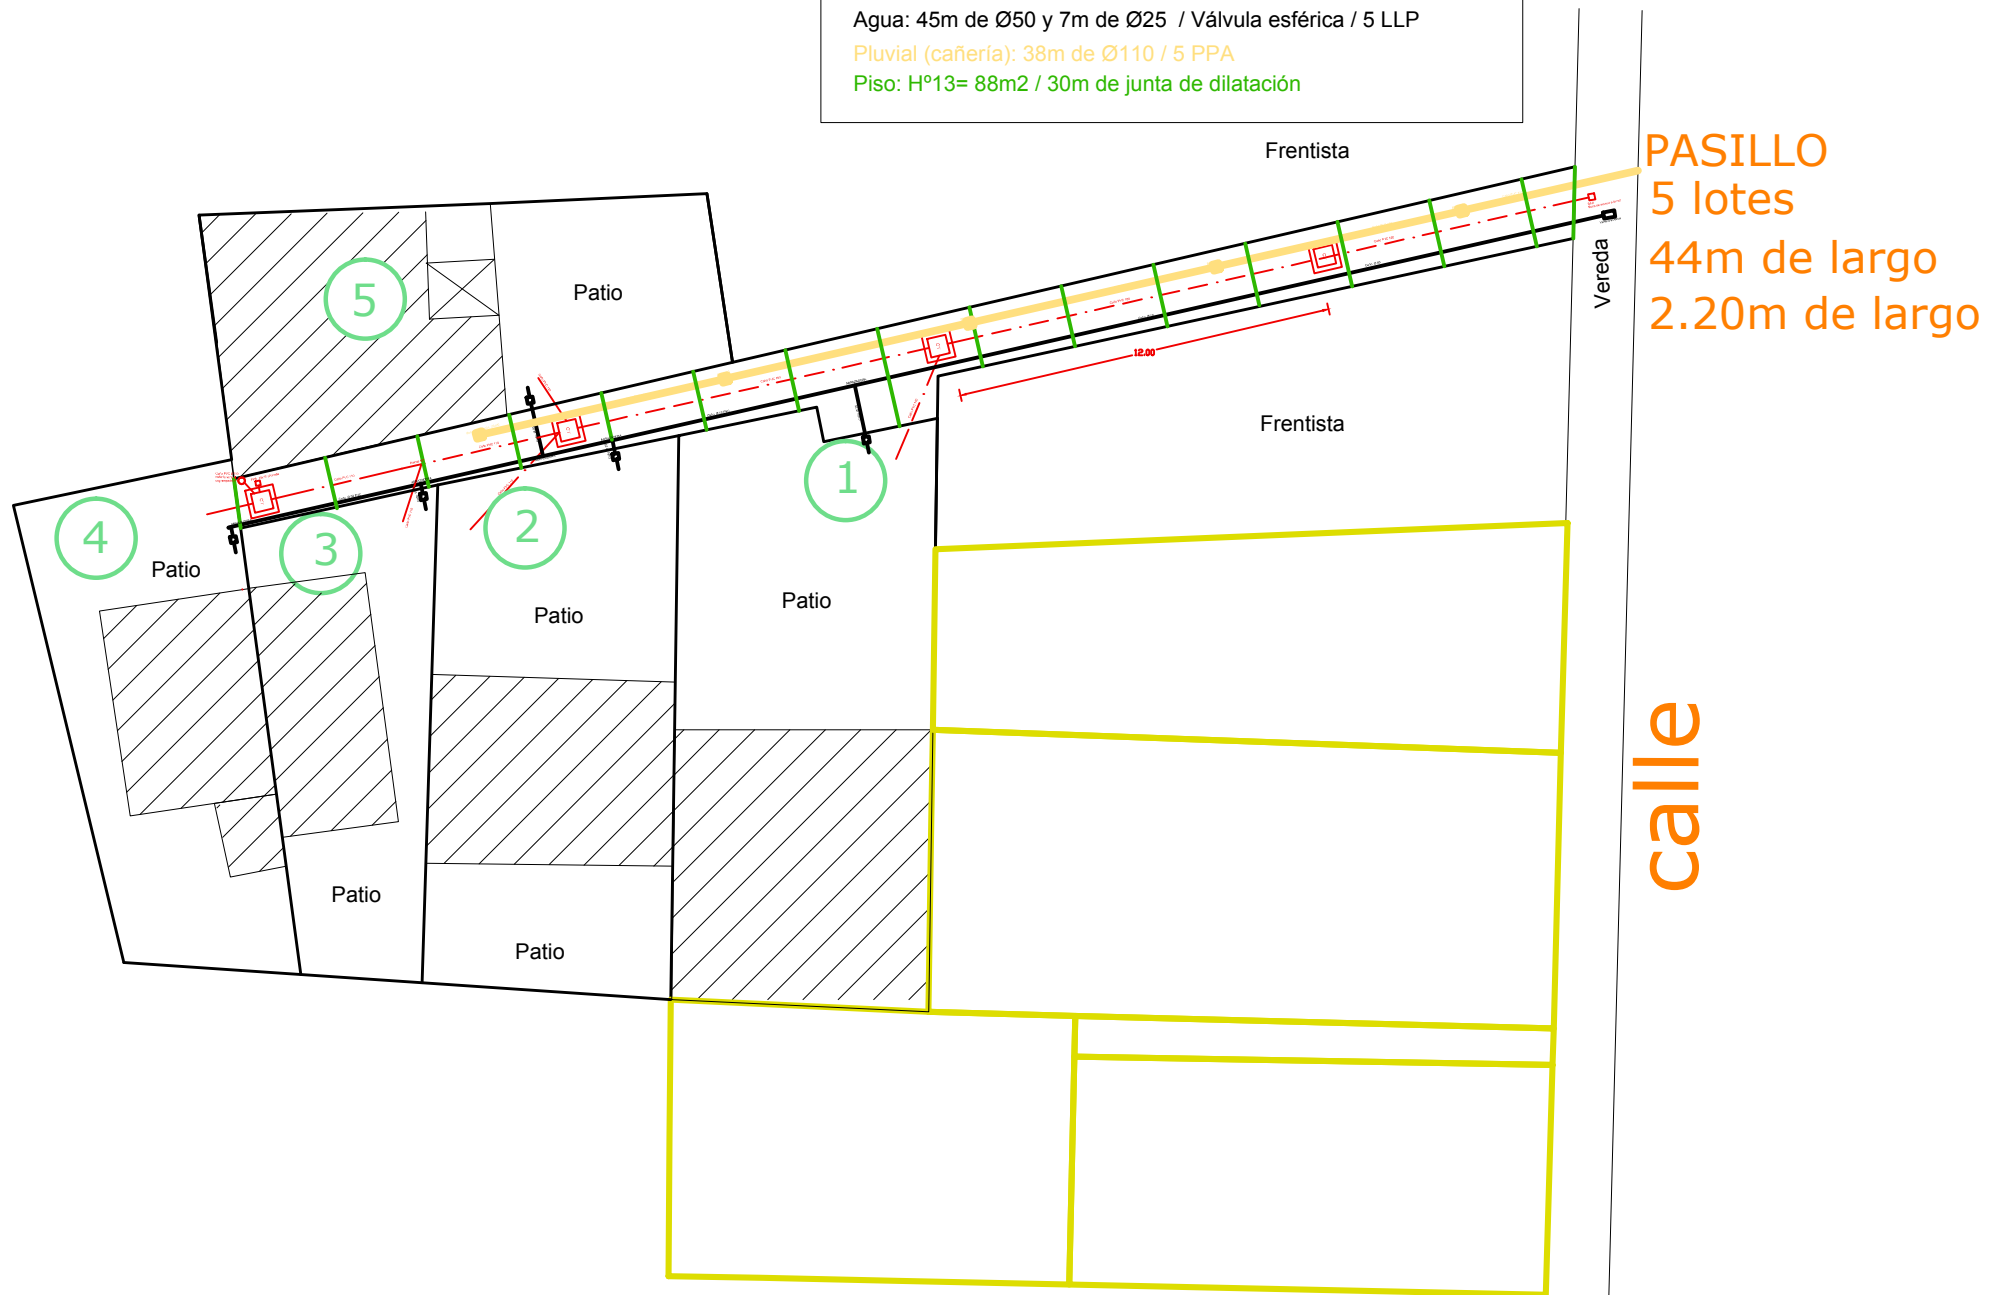 Agua: 45m de Ø50 y 7m de Ø25 / Válvula esférica / 5 LLP
Pluvial (cañería): 38m de Ø110 / 5 PPA
Piso: Hº13= 88m2 / 30m de junta de dilatación
Frentista
PASILLO
5 lotes
44m de largo
2.20m de largo
Vereda
5
Patio
12.00
Frentista
1
2
4
3
Patio
Patio
Patio
calle
Patio
Patio